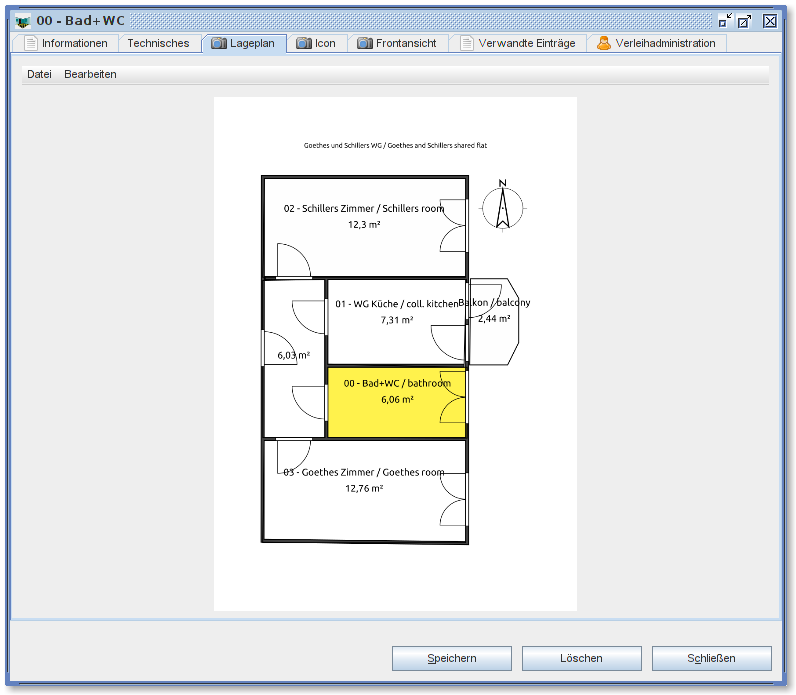 00 - Bad+WC
Informationen Technisches Lageplan Icon Frontansicht Verwandte Einträge Verleihadministration
Datei Bearbeiten
Goethes und Schillers WG / Goethes and Schillers shared flat
N
02 - Schillers Zimmer / Schillers room
12,3 m²
01 - WG Küche / coll. kitchen
7,31 m²
Balkon / balcony
2,44 m²
6,03 m²
00 - Bad+WC / bathroom
6,06 m²
03 - Goethes Zimmer / Goethes room
12,76 m²
Speichern Löschen Schließen